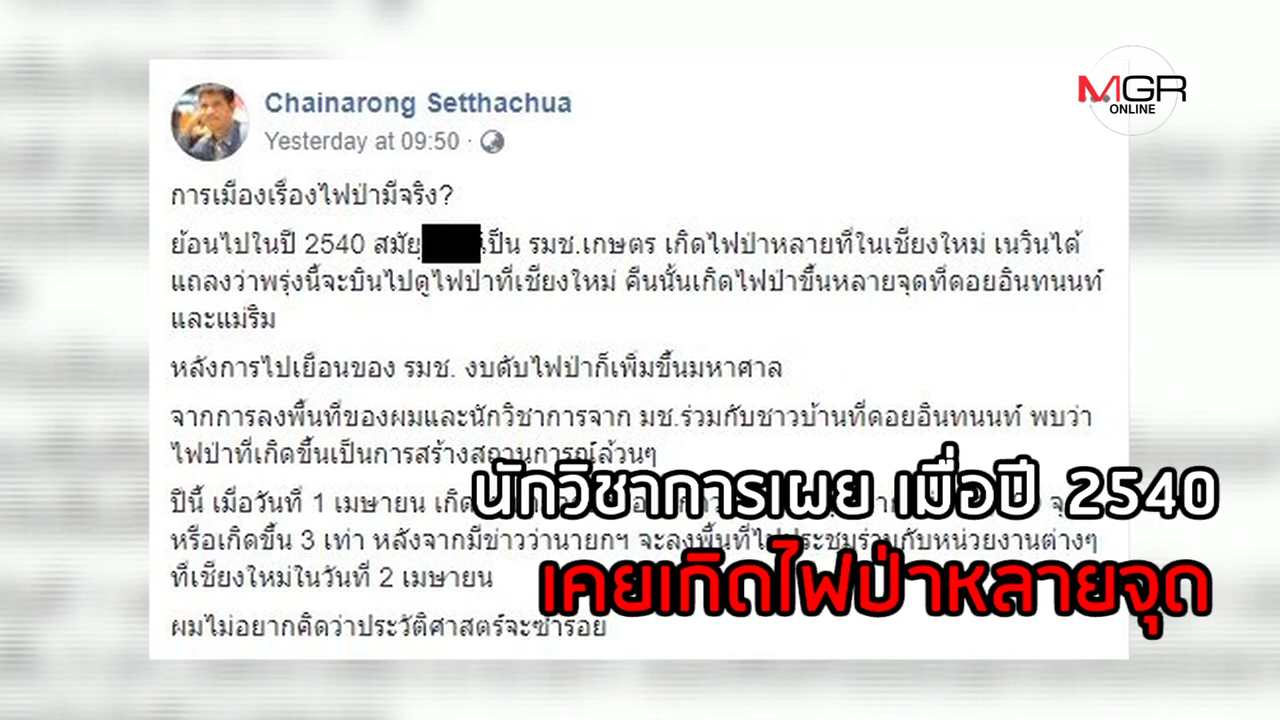 MGR
ONLINE
Chainarong Setthachua
Yesterday at 09:50 ·
การเมืองเรื่องไฟป่ามีจริง?
ย้อนไปในปี 2540 สมัย เป็น รมช.เกษตร เกิดไฟป่าหลายที่ในเชียงใหม่ เนวินได้
แถลงว่าพรุ่งนี้จะบินไปดูไฟป่าที่เชียงใหม่ คืนนั้นเกิดไฟป่าขึ้นหลายจุดที่ดอยอินทนนท์
และแม่ริม
หลังการไปเยือนของ รมช. งบดับไฟป่าก็เพิ่มขึ้นมหาศาล
จากการลงพื้นที่ของผมและนักวิชาการจาก มช.ร่วมกับชาวบ้านที่ดอยอินทนนท์ พบว่า
ไฟป่าที่เกิดขึ้นเป็นการสร้างสถานการณ์ล้วนๆ
นักวิชาการเผย เมื่อปี 2540
ปีนี้ เมื่อวันที่ 1 เมษายน
หรือเกิดขึ้น 3 เท่า หลังจากมีข่าวว่านายกฯ จะลงพื้นที่ไปประชุมร่วมกับหน่วยงานต่างๆ
ที่เชียงใหม่ในวันที่ 2 เมษายน
เคยเกิดไฟป่าหลายจุด
ผมไม่อยากคิดว่าประวัติศาสตร์จะซ้ำรอย